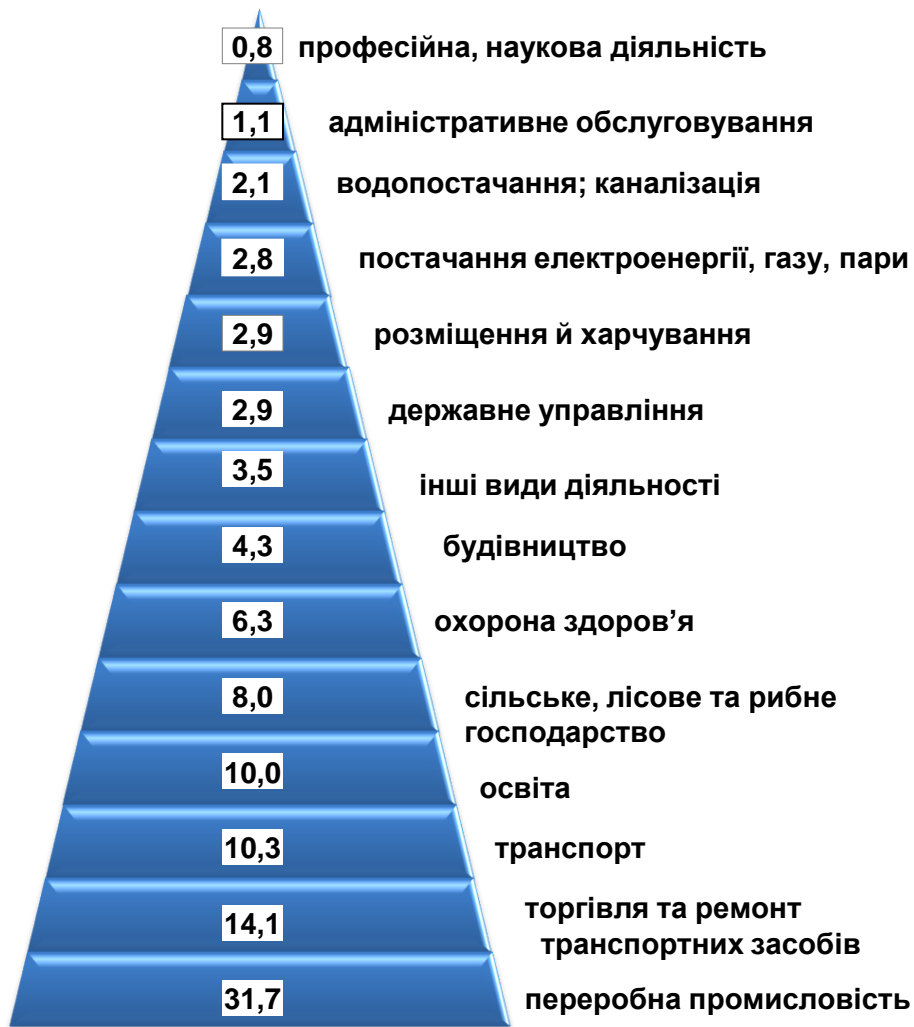 0,8 професійна, наукова діяльність
1,1 адміністративне обслуговування
2,1 водопостачання; каналізація
2,8 постачання електроенергії, газу, пари
2,9 розміщення й харчування
2,9 державне управління
3,5 інші види діяльності
4,3 будівництво
6,3 охорона здоров’я
8,0 сільське, лісове та рибне
господарство
10,0 освіта
10,3 транспорт
14,1 торгівля та ремонт
транспортних засобів
31,7 переробна промисловість